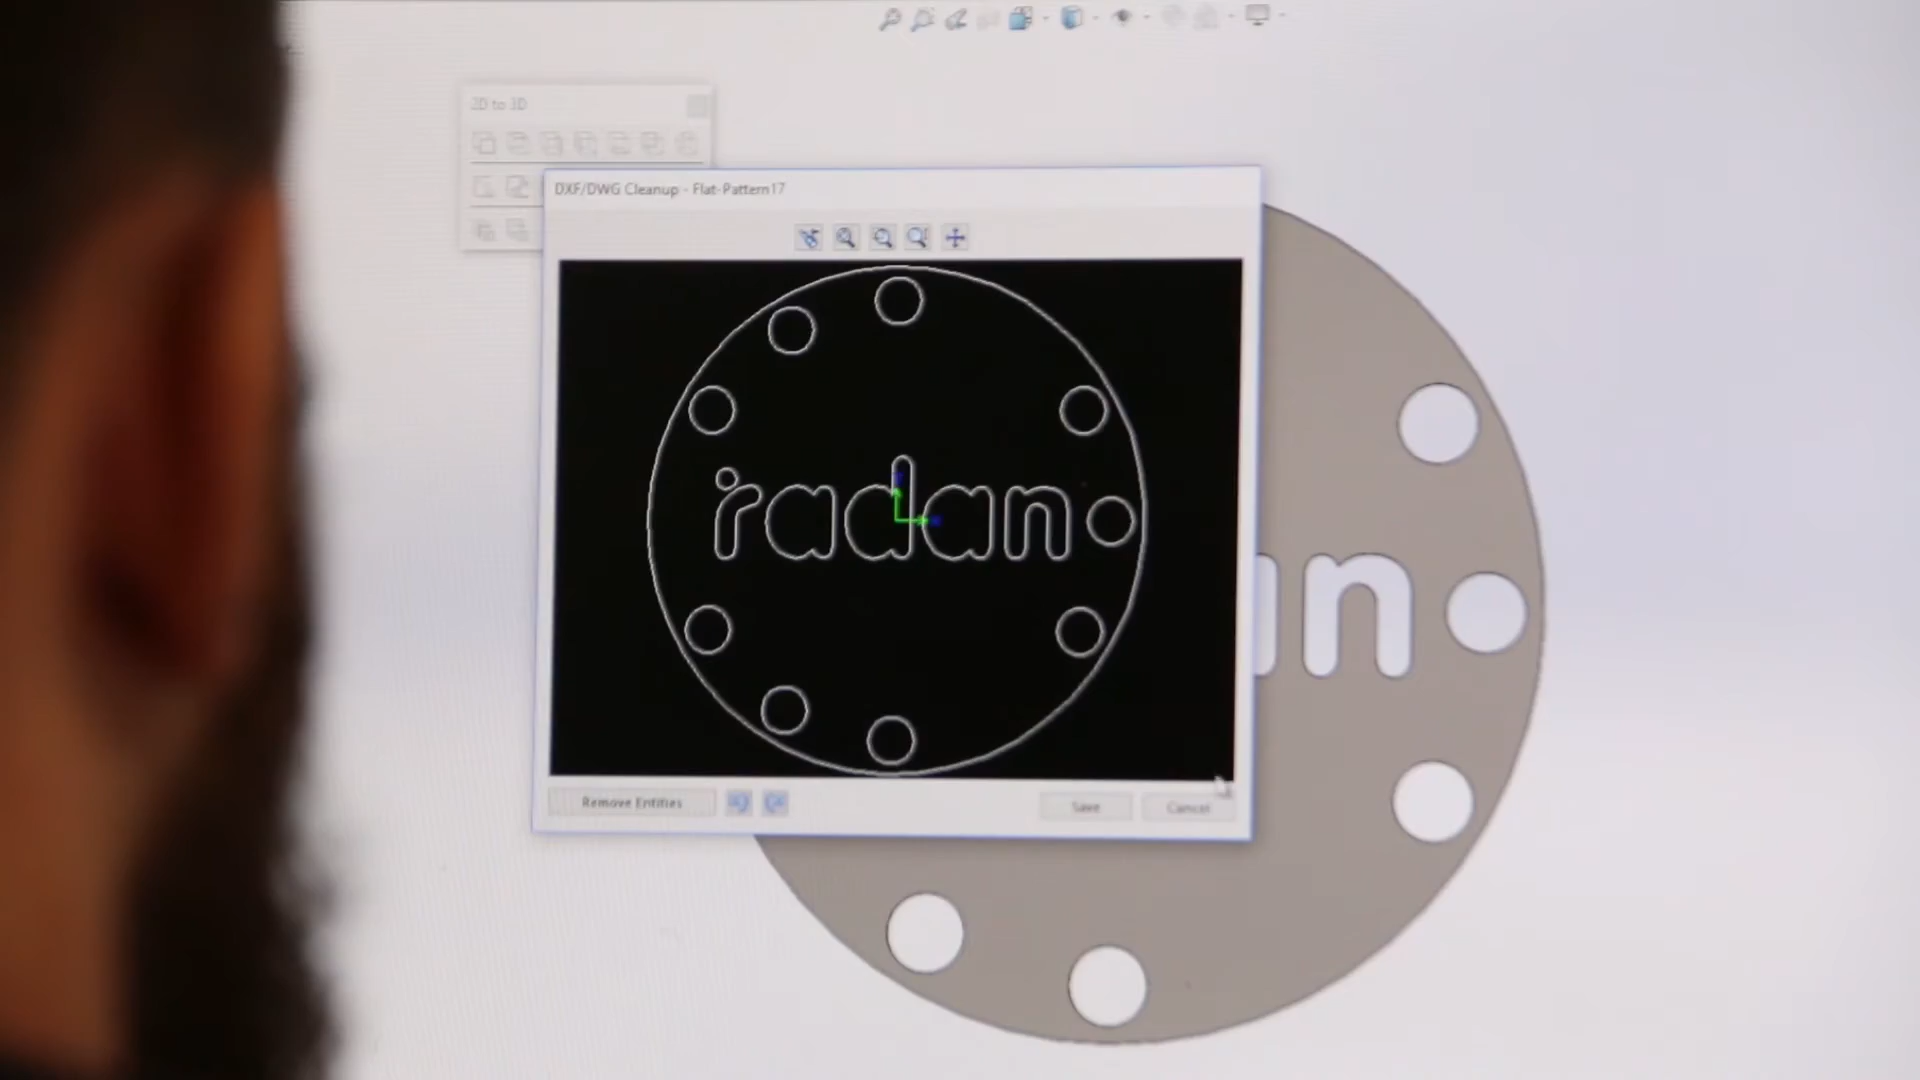 2D to 3D
DXF/DWG Cleanup - Flat-Pattern17
radan
an
Remove Entities
Save
Cancel